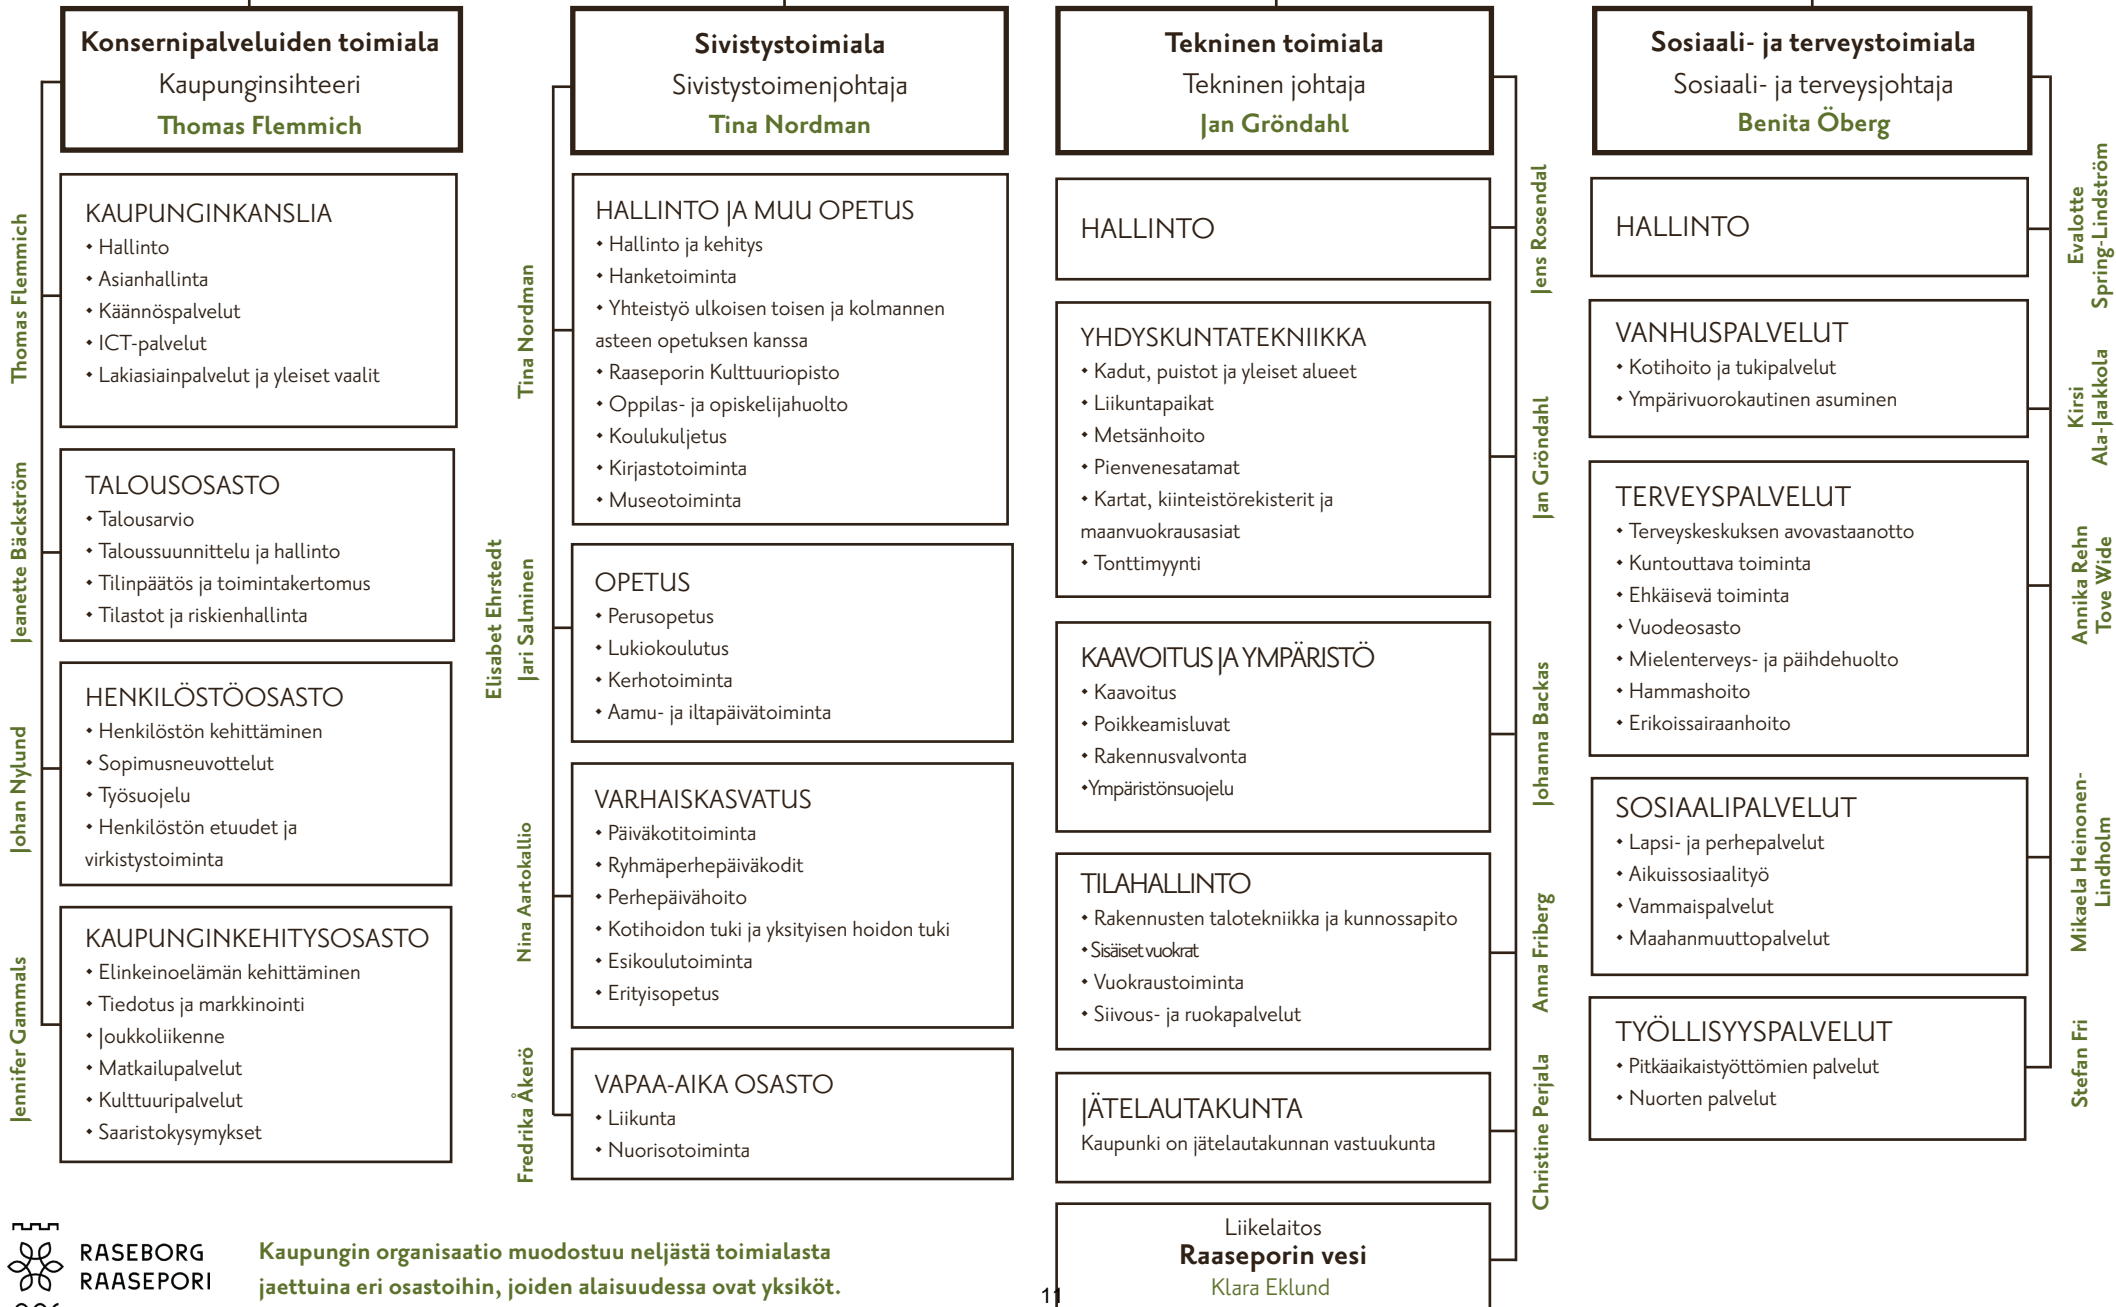 Konsernipalveluiden toimiala
Kaupunginsihteeri
Thomas Flemmich
Thomas Flemmich
KAUPUNGINKANSLIA
• Hallinto
• Asianhallinta
• Käännöspalvelut
• ICT-palvelut
• Lakiasiainpalvelut ja yleiset vaalit
Jeanette Bäckström
TALOUSOSASTO
• Talousarvio
• Taloussuunnittelu ja hallinto
• Tilinpäätös ja toimintakertomus
• Tilastot ja riskienhallinta
Johan Nylund
HENKILÖSTÖOSASTO
• Henkilöstön kehittäminen
• Sopimusneuvottelut
• Työsuojelu
• Henkilöstön etuudet ja
virkistystoiminta
Jennifer Gammals
KAUPUNGINKEHITYSOSASTO
• Elinkeinoelämän kehittäminen
• Tiedotus ja markkinointi
• Joukkoliikenne
• Matkailupalvelut
• Kulttuuripalvelut
• Saaristokysymykset
Sivistystoimiala
Sivistystoimenjohtaja
Tina Nordman
Tina Nordman
HALLINTO JA MUU OPETUS
• Hallinto ja kehitys
• Hanketoiminta
• Yhteistyö ulkoisen toisen ja kolmannen
asteen opetuksen kanssa
• Raaseporin Kulttuuriopisto
• Oppilas- ja opiskelijahuolto
• Koulukuljetus
• Kirjastotoiminta
• Museotoiminta
Elisabet Ehrstedt
Jari Salminen
OPETUS
• Perusopetus
• Lukiokoulutus
• Kerhotoiminta
• Aamu- ja iltapäivätoiminta
Nina Aartokallio
VARHAISKASVATUS
• Päiväkotitoiminta
• Ryhmäperhepäiväkodit
• Perhepäivähoito
• Kotihoidon tuki ja yksityisen hoidon tuki
• Esikoulutoiminta
• Erityisopetus
Fredrika Åkerö
VAPAA-AIKA OSASTO
• Liikunta
• Nuorisotoiminta
Tekninen toimiala
Tekninen johtaja
Jan Gröndahl
HALLINTO
Jens Rosendal
YHDYSKUNTATEKNIIKKA
• Kadut, puistot ja yleiset alueet
• Liikuntapaikat
• Metsänhoito
• Pienvenesatamat
• Kartat, kiinteistörekisterit ja
maanvuokrausasiat
• Tonttimyynti
Jan Gröndahl
KAAVOITUS JA YMPÄRISTÖ
• Kaavoitus
• Poikkeamisluvat
• Rakennusvalvonta
•Ympäristönsuojelu
Johanna Backas
TILAHALLINTO
• Rakennusten talotekniikka ja kunnossapito
• Sisäiset vuokrat
• Vuokraustoiminta
• Siivous- ja ruokapalvelut
Anna Friberg
JÄTELAUTAKUNTA
Kaupunki on jätelautakunnan vastuukunta
Christine Perjala
Liikelaitos
Raaseporin vesi
Klara Eklund
Sosiaali- ja terveystoimiala
Sosiaali- ja terveysjohtaja
Benita Öberg
HALLINTO
Evalotte
Spring-Lindström
VANHUSPALVELUT
• Kotihoito ja tukipalvelut
• Ympärivuorokautinen asuminen
Kirsi
Ala-Jaakkola
TERVEYSPALVELUT
• Terveyskeskuksen avovastaanotto
• Kuntouttava toiminta
• Ehkäisevä toiminta
• Vuodeosasto
• Mielenterveys- ja päihdehuolto
• Hammashoito
• Erikoissairaanhoito
Annika Rehn
Tove Wide
SOSIAALIPALVELUT
• Lapsi- ja perhepalvelut
• Aikuissosiaalityö
• Vammaispalvelut
• Maahanmuuttopalvelut
Mikaela Heinonen-
Lindholm
TYÖLLISYYSPALVELUT
• Pitkäaikaistyöttömien palvelut
• Nuorten palvelut
Stefan Fri
RASEBORG
RAASEPORI
Kaupungin organisaatio muodostuu neljästä toimialasta
jaettuina eri osastoihin, joiden alaisuudessa ovat yksiköt.
11